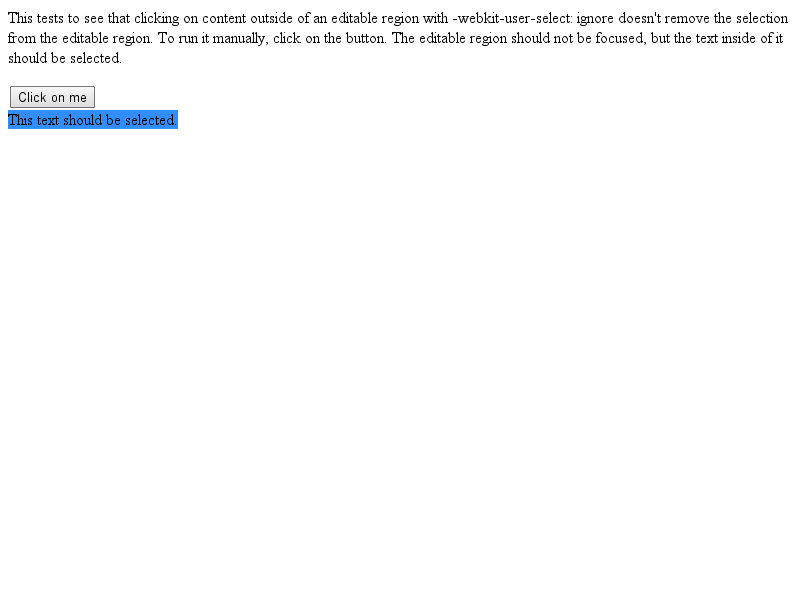 This tests to see that clicking on content outside of an editable region with -webkit-user-select: ignore doesn't remove the selection
from the editable region. To run it manually, click on the button. The editable region should not be focused, but the text inside of it
should be selected.
Click on me
This text should be selected.